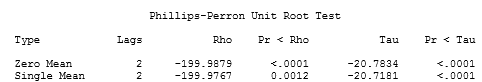 Phillips-Perron Unit Root Test
Type Lags Rho Pr < Rho Tau Pr < Tau
Zero Mean 2 -199.9879 <.0001 -20.7834 <.0001
Single Mean 2 -199.9767 0.0012 -20.7181 <.0001